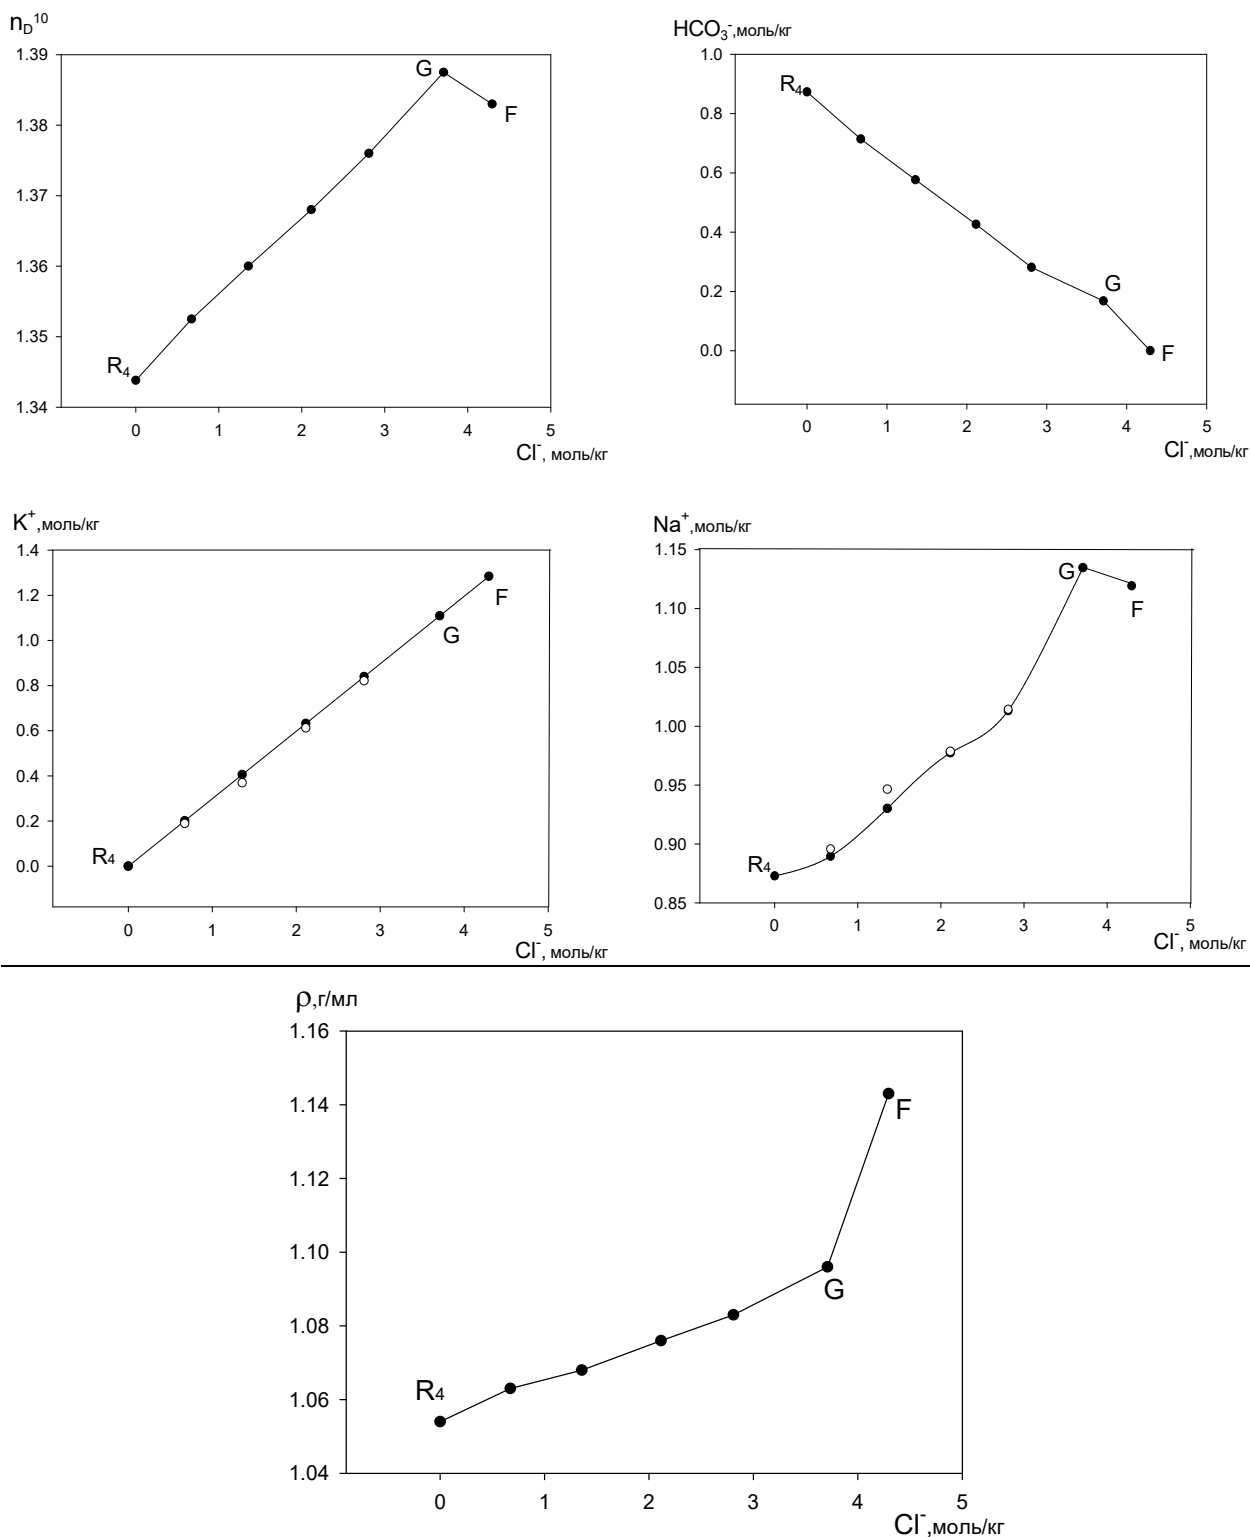 n_D^10
1.39
1.38
1.37
1.36
1.35
1.34
G
F
R4
0 1 2 3 4 5
Cl-, моль/кг
HCO3-,моль/кг
1.0
0.8
0.6
0.4
0.2
0.0
R4
G
F
0 1 2 3 4 5
Cl-,моль/кг
K+,моль/кг
1.4
1.2
1.0
0.8
0.6
0.4
0.2
0.0
F
G
R4
0 1 2 3 4 5
Cl-, моль/кг
Na+,моль/кг
1.15
1.10
1.05
1.00
0.95
0.90
0.85
G
F
R4
0 1 2 3 4 5
Cl-, моль/кг
ρ,г/мл
1.16
1.14
1.12
1.10
1.08
1.06
1.04
F
G
R4
0 1 2 3 4 5
Cl-,моль/кг